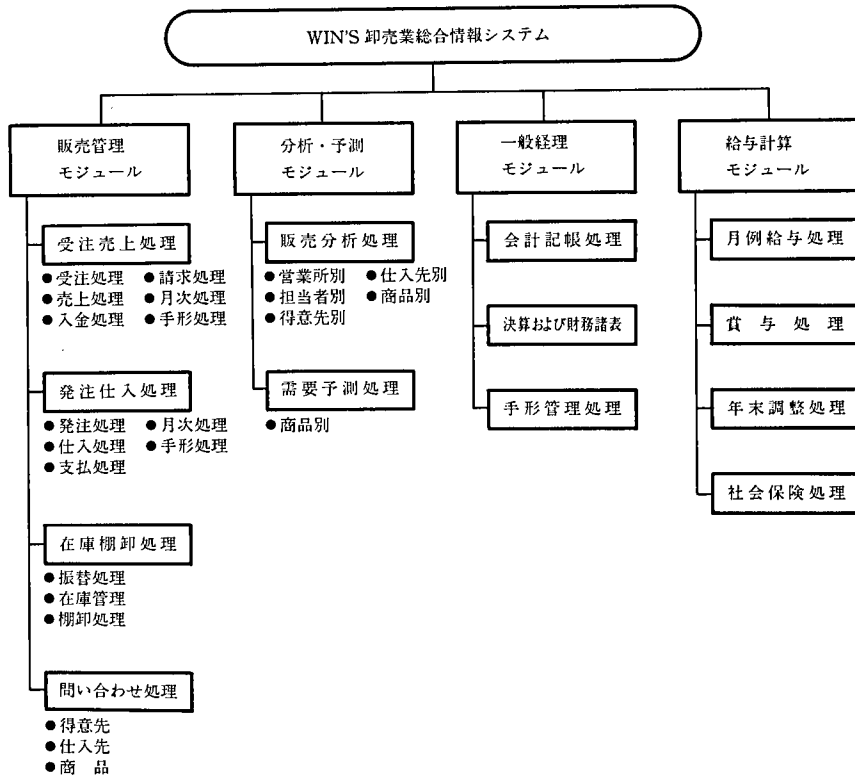 WIN'S 卸売業総合情報システム
販売管理
モジュール
受注売上処理
●受注処理 ●請求処理
●売上処理 ●月次処理
●入金処理 ●手形処理
発注仕入処理
●発注処理 ●月次処理
●仕入処理 ●手形処理
●支払処理
在庫棚卸処理
●振替処理
●在庫管理
●棚卸処理
問い合わせ処理
●得意先
●仕入先
●商 品
分析・予測
モジュール
販売分析処理
●営業所別 ●仕入先別
●担当者別 ●商品別
●得意先別
需要予測処理
●商品別
一般経理
モジュール
会計記帳処理
決算および財務諸表
手形管理処理
給与計算
モジュール
月例給与処理
賞与処理
年末調整処理
社会保険処理